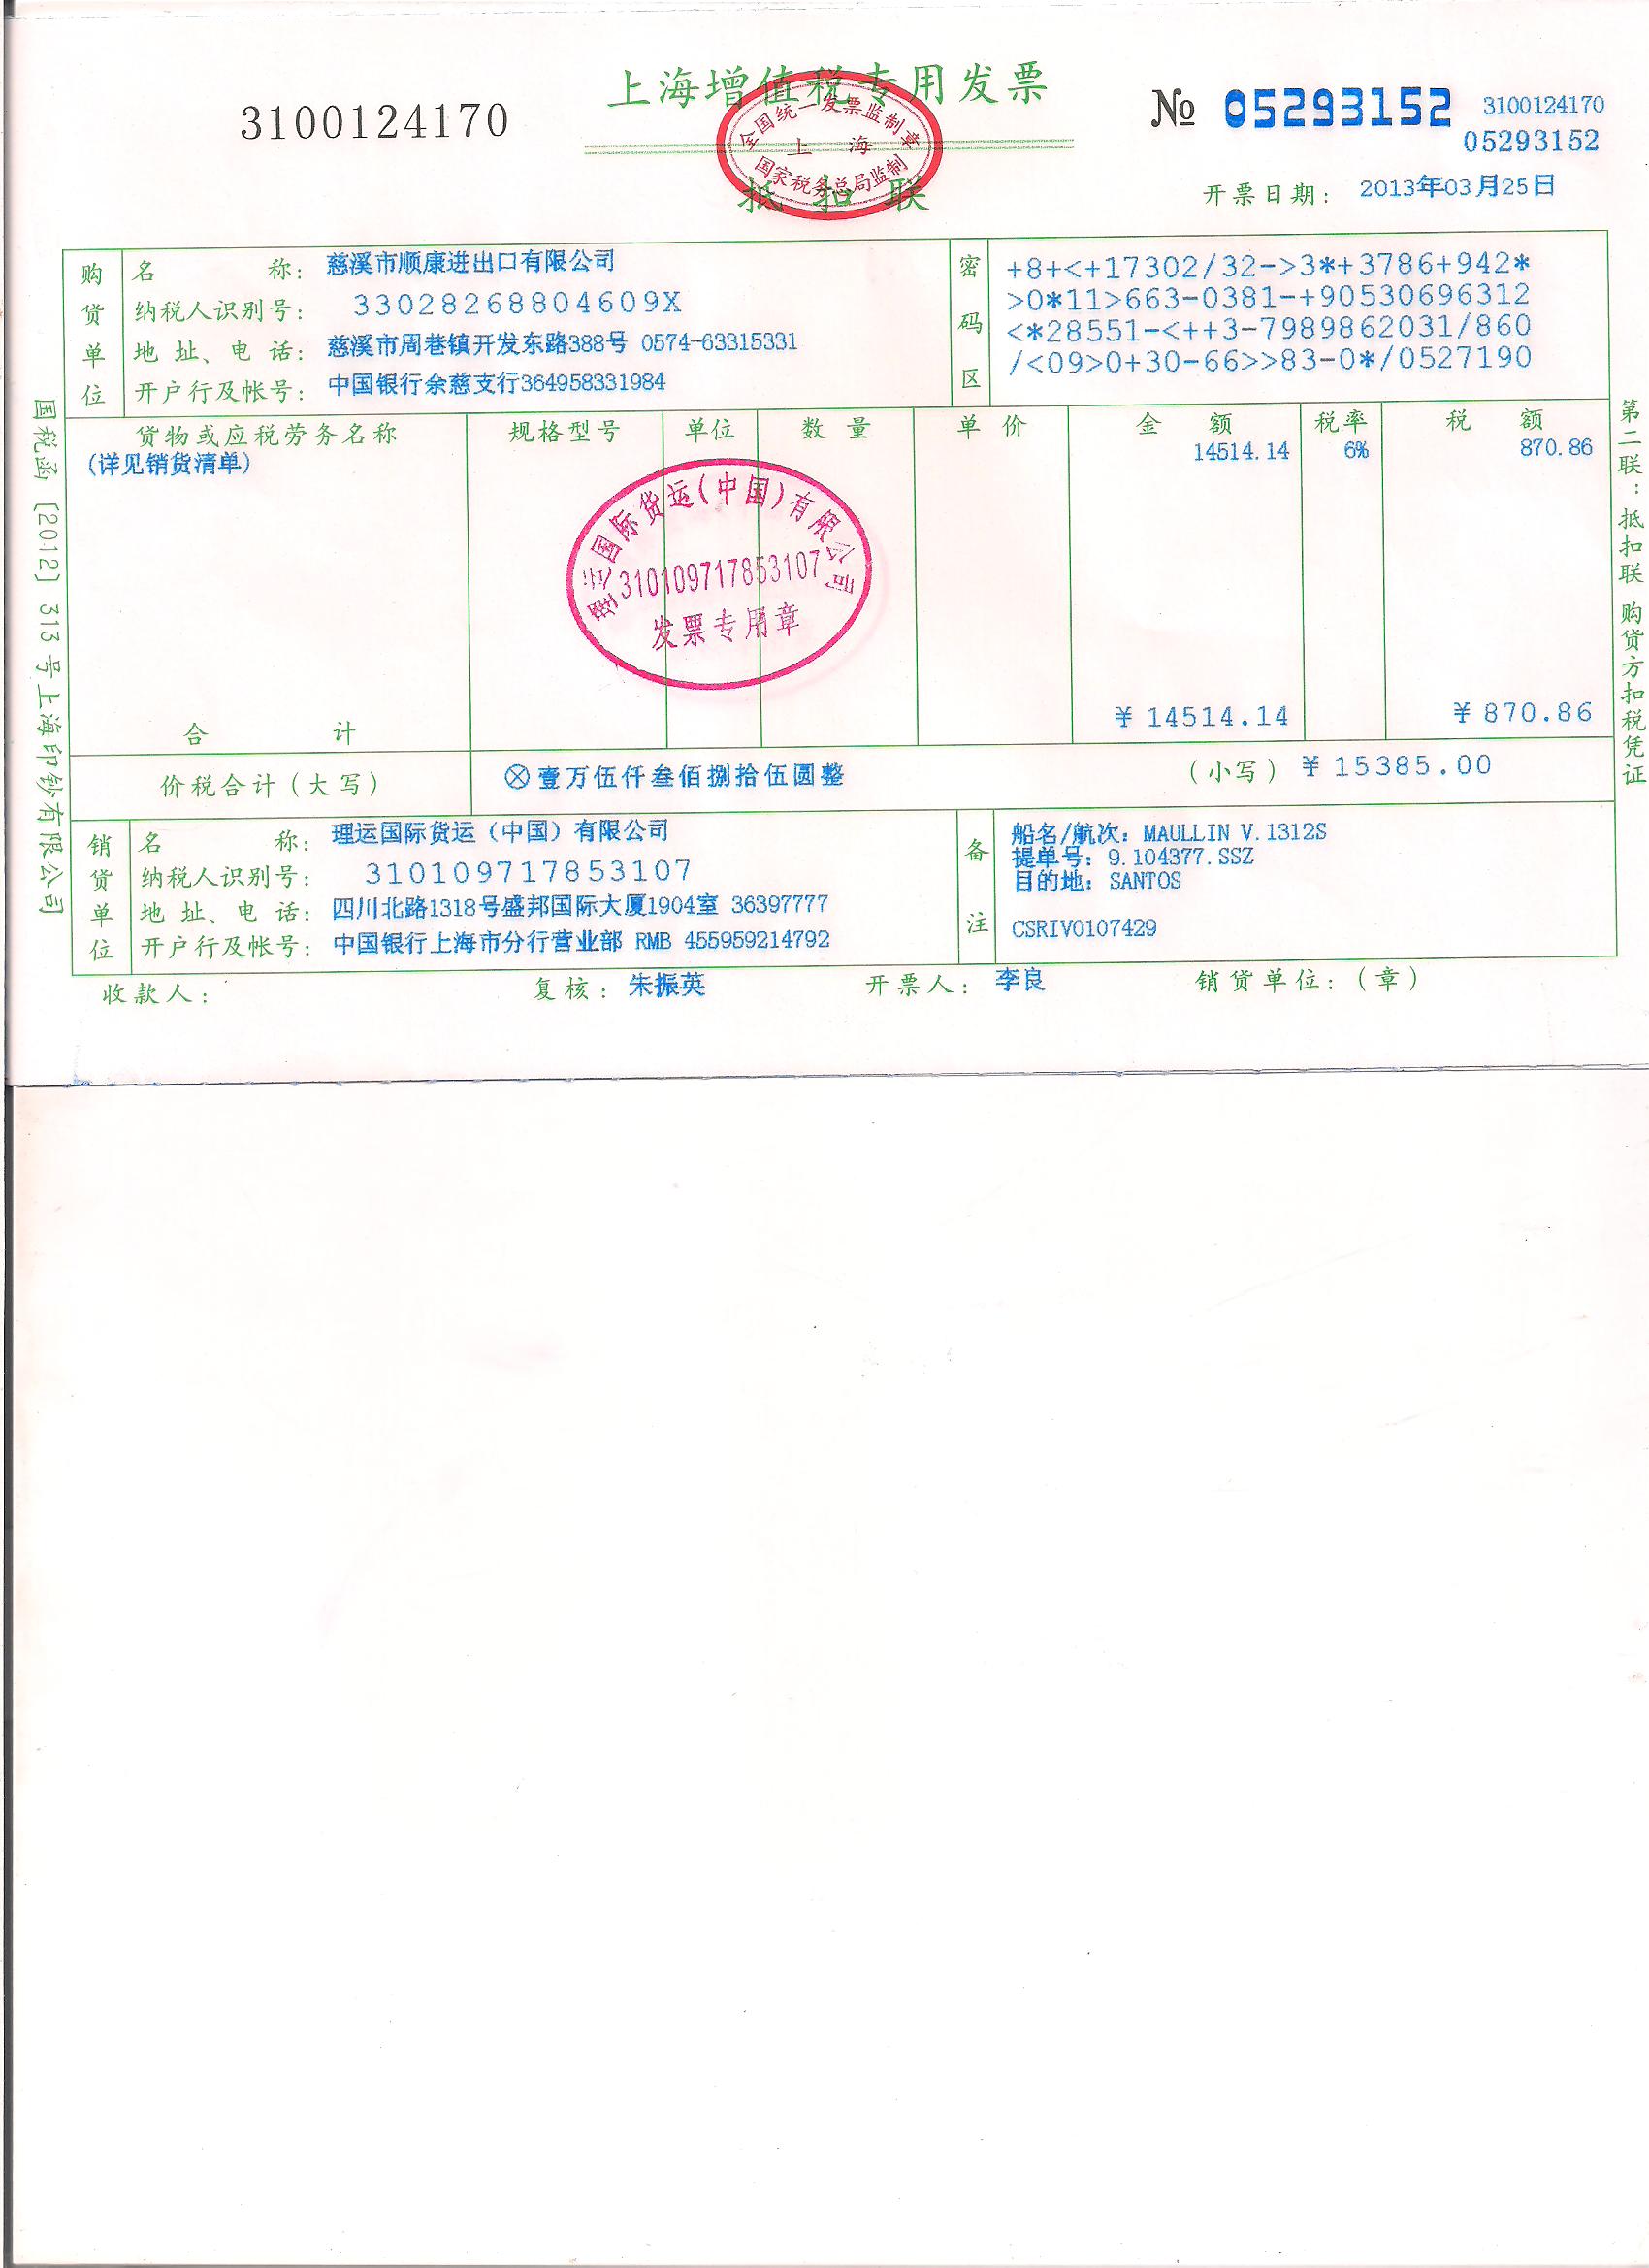 上海增值税专用发票
3100124170
№ 05293152
3100124170
05293152
全国统一发票监制章
上海
国家税务总局监制
抵扣联
开票日期: 2013年03月25日
购货单位
名称: 慈溪市顺康进出口有限公司
纳税人识别号: 33028268804609X
地址、电话: 慈溪市周巷镇开发东路388号 0574-63315331
开户行及帐号: 中国银行余慈支行364958331984
密码区
+8+<+17302/32->3*+3786+942*
>0*11>663-0381-+90530696312
<*28551-<++3-7989862031/860
/<09>0+30-66>>83-0*/0527190
货物或应税劳务名称 规格型号 单位 数量 单价 金额 税率 税额
(详见销货清单) 14514.14 6% 870.86
理运国际货运(中国)有限公司
310109717853107
发票专用章
合计 ¥14514.14 ¥870.86
价税合计(大写) ⊗壹万伍仟叁佰捌拾伍圆整 (小写) ¥15385.00
销货单位
名称: 理运国际货运(中国)有限公司
纳税人识别号: 310109717853107
地址、电话: 四川北路1318号盛邦国际大厦1904室 36397777
开户行及帐号: 中国银行上海市分行营业部 RMB 455959214792
备注
船名/航次: MAULLIN V.1312S
提单号: 9.104377.SSZ
目的地: SANTOS
CSRIV0107429
收款人: 复核: 朱振英 开票人: 李良 销货单位:(章)
国税函[2012]313号上海印钞有限公司
第二联:抵扣联 购货方扣税凭证